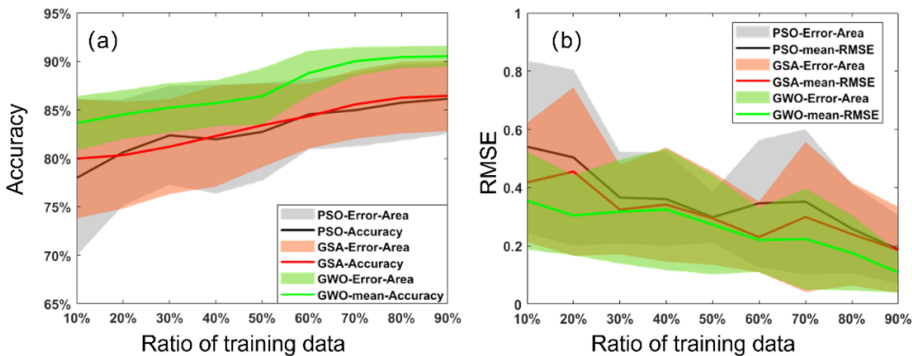 (a)
95%
90%
85%
80%
75%
70%
65%
Accuracy
PSO-Error-Area
PSO-Accuracy
GSA-Error-Area
GSA-Accuracy
GWO-Error-Area
GWO-mean-Accuracy
10% 20% 30% 40% 50% 60% 70% 80% 90%
Ratio of training data
(b)
1
0.8
0.6
0.4
0.2
0
RMSE
PSO-Error-Area
PSO-mean-RMSE
GSA-Error-Area
GSA-mean-RMSE
GWO-Error-Area
GWO-mean-RMSE
10% 20% 30% 40% 50% 60% 70% 80% 90%
Ratio of training data